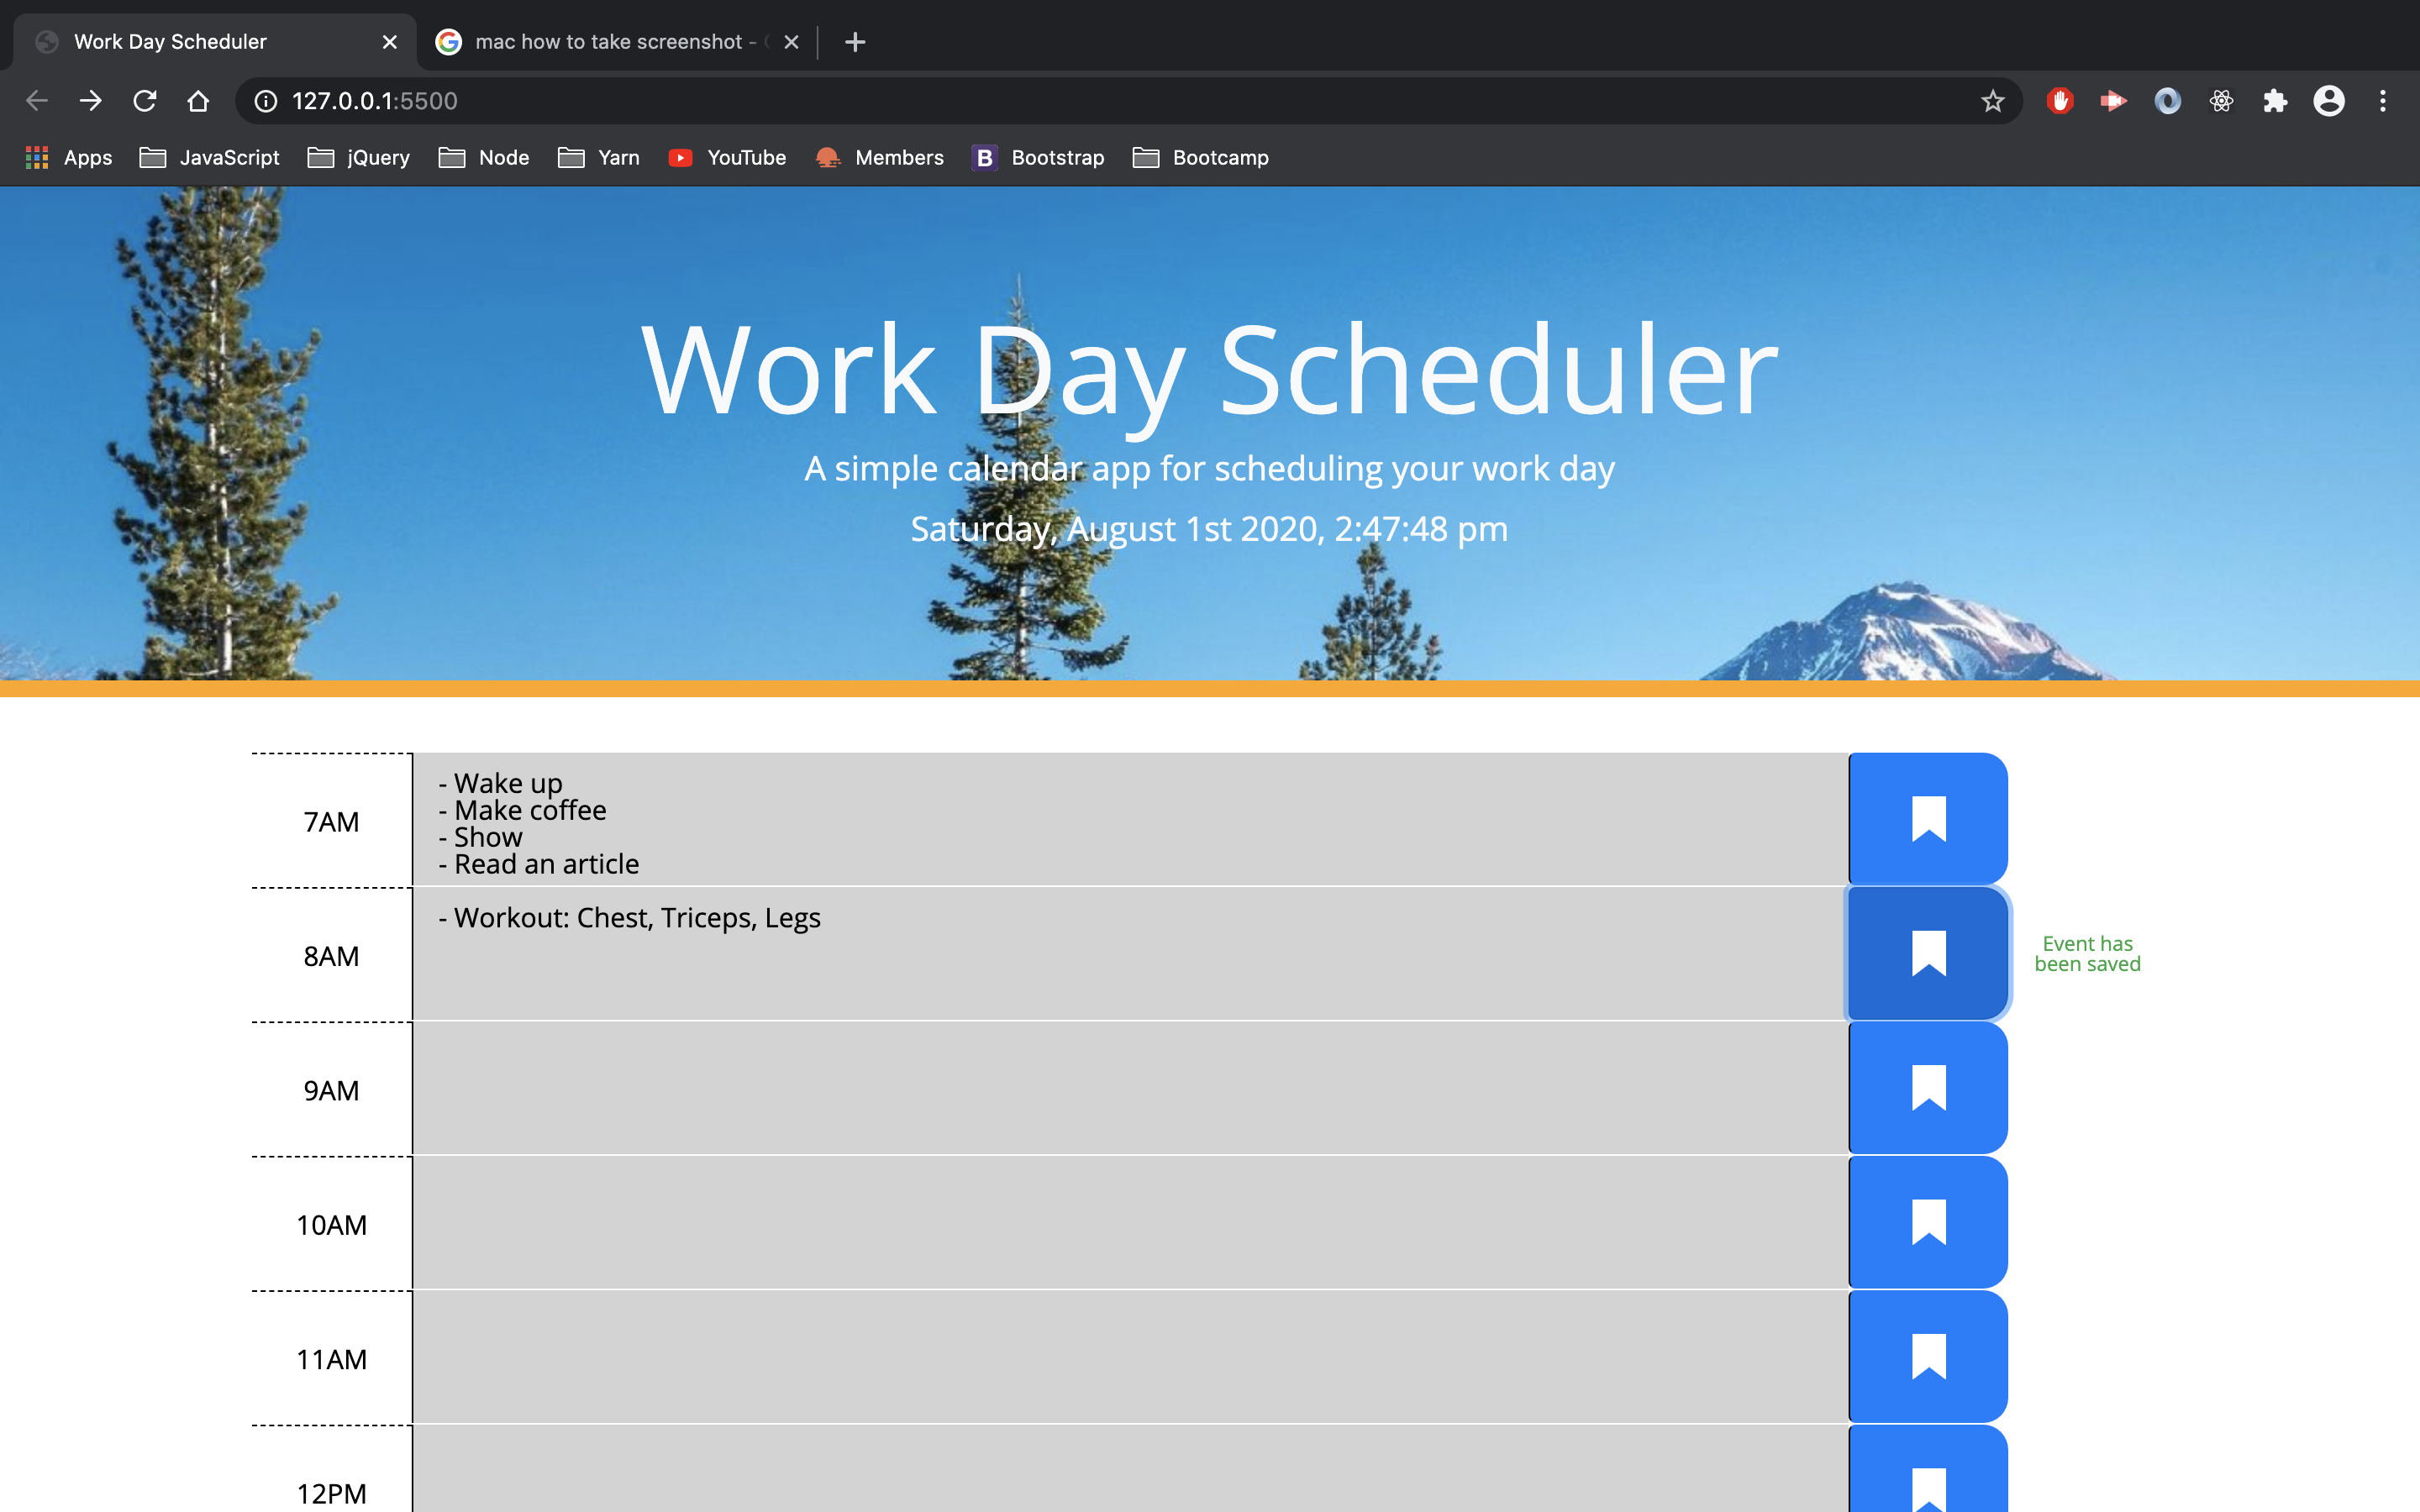 Work Day Scheduler
mac how to take screenshot -
127.0.0.1:5500
Apps JavaScript jQuery Node Yarn YouTube Members B Bootstrap Bootcamp
Work Day Scheduler
A simple calendar app for scheduling your work day
Saturday, August 1st 2020, 2:47:48 pm
7AM
- Wake up
- Make coffee
- Show
- Read an article
8AM
- Workout: Chest, Triceps, Legs
Event has
been saved
9AM
10AM
11AM
12PM